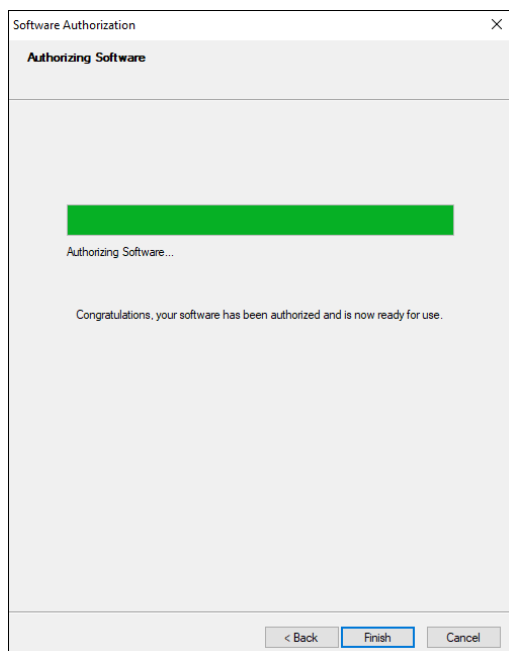 Software Authorization
Authorizing Software
Authorizing Software...
Congratulations, your software has been authorized and is now ready for use.
< Back Finish Cancel